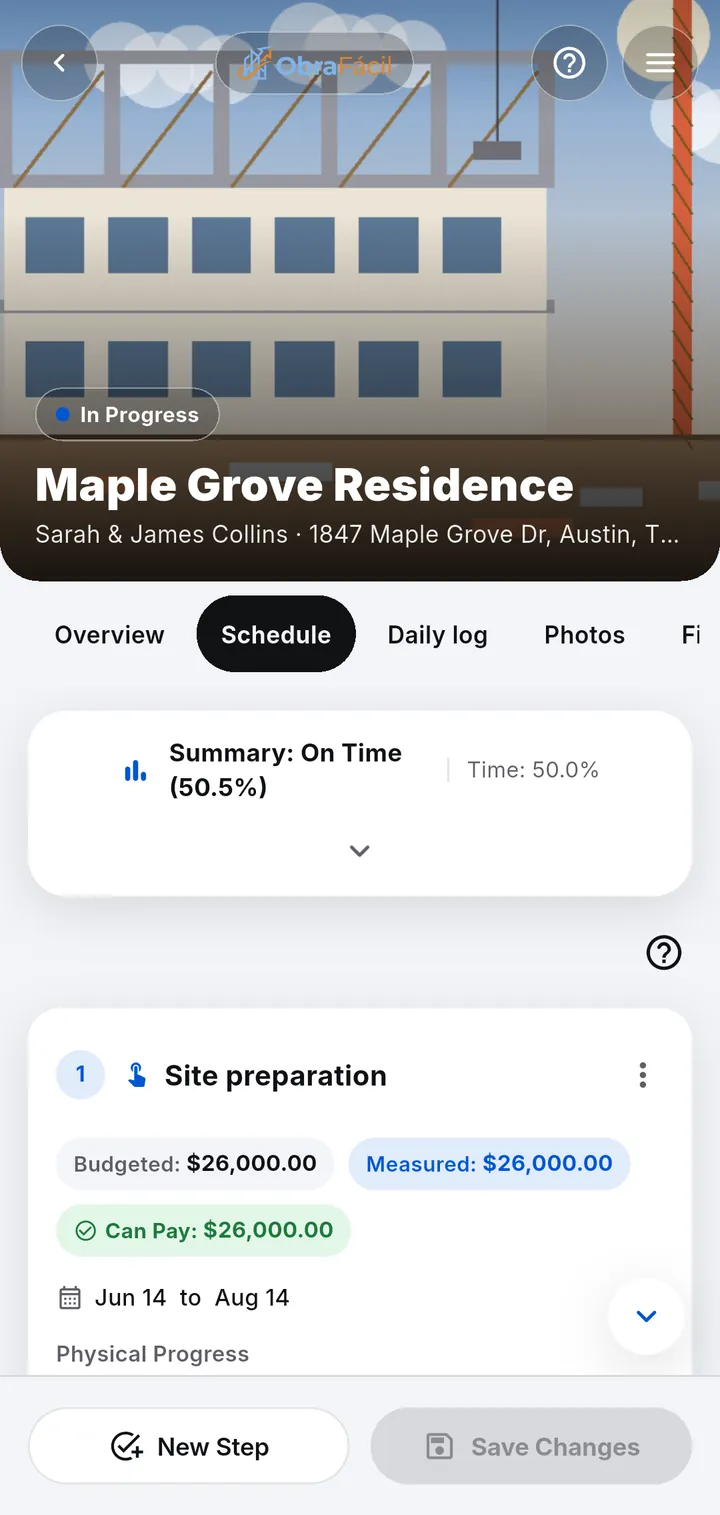 ObraFácil
In Progress
Maple Grove Residence
Sarah & James Collins · 1847 Maple Grove Dr, Austin, T...
Overview Schedule Daily log Photos Fi
Summary: On Time
(50.5%)
Time: 50.0%
1 Site preparation
Budgeted: $26,000.00 Measured: $26,000.00
Can Pay: $26,000.00
Jun 14 to Aug 14
Physical Progress
New Step Save Changes